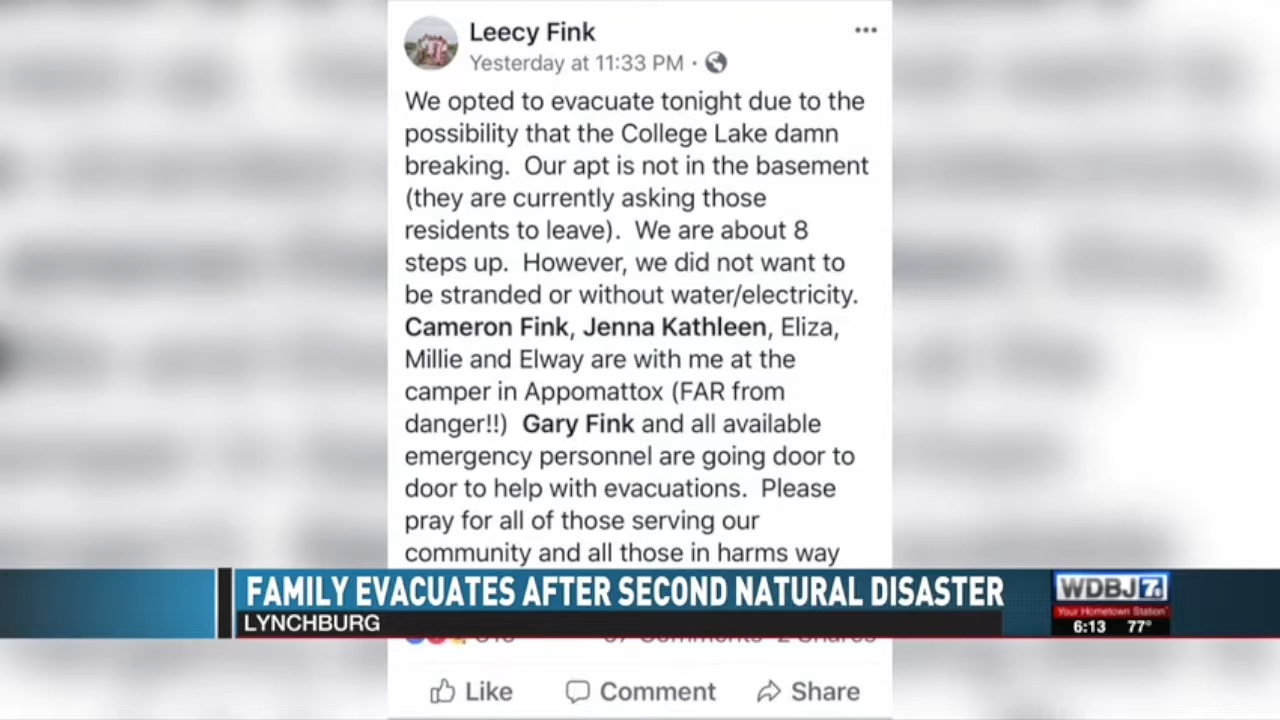 Leecy Fink
Yesterday at 11:33 PM ·
We opted to evacuate tonight due to the
possibility that the College Lake damn
breaking. Our apt is not in the basement
(they are currently asking those
residents to leave). We are about 8
steps up. However, we did not want to
be stranded or without water/electricity.
Cameron Fink, Jenna Kathleen, Eliza,
Millie and Elway are with me at the
camper in Appomattox (FAR from
danger!!) Gary Fink and all available
emergency personnel are going door to
door to help with evacuations. Please
pray for all of those serving our
community and all those in harms way
FAMILY EVACUATES AFTER SECOND NATURAL DISASTER
LYNCHBURG
WDBJ7
Your Hometown Station
6:13 77°
Comments 2 Shares
Like Comment Share